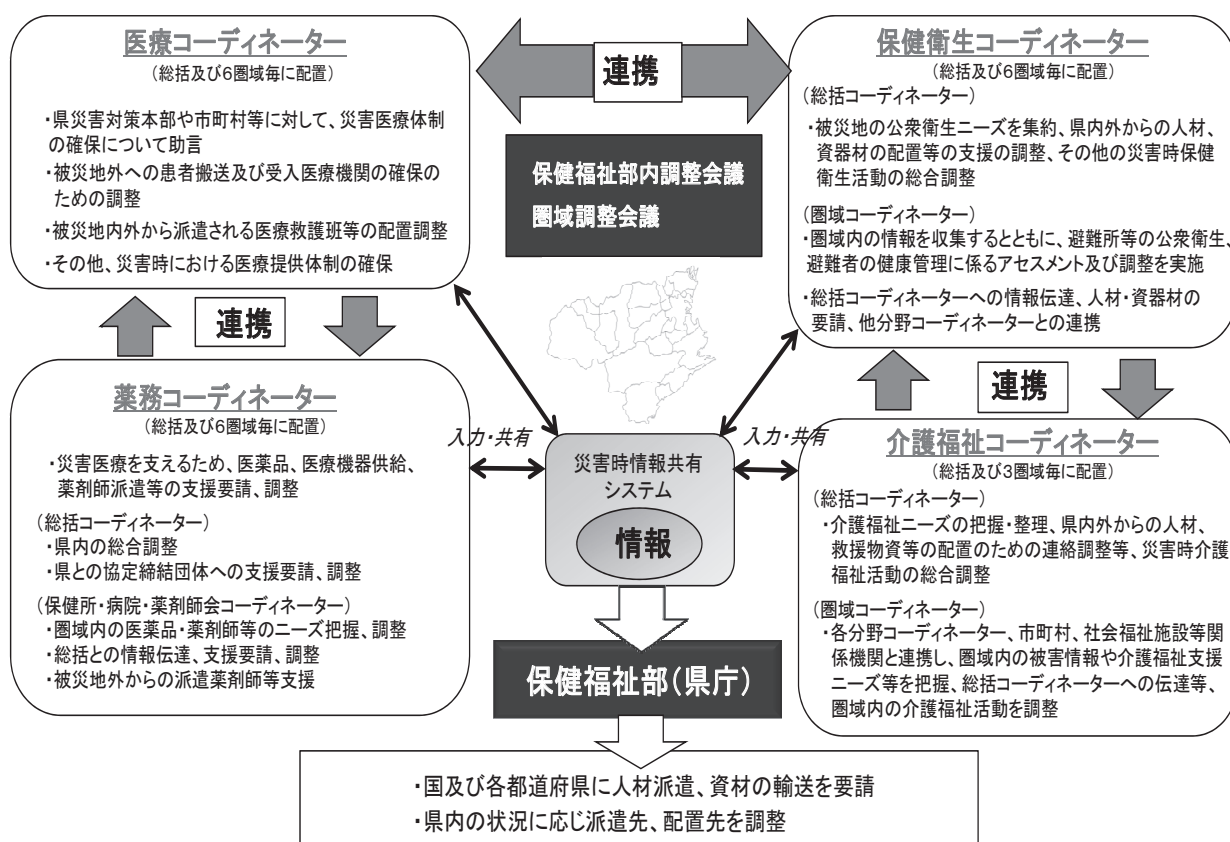 医療コーディネーター
(総括及び6圏域毎に配置)
・県災害対策本部や市町村等に対して、災害医療体制
の確保について助言
・被災地外への患者搬送及び受入医療機関の確保の
ための調整
・被災地内外から派遣される医療救護班等の配置調整
・その他、災害時における医療提供体制の確保
連携
保健福祉部内調整会議
圏域調整会議
保健衛生コーディネーター
(総括及び6圏域毎に配置)
(総括コーディネーター)
・被災地の公衆衛生ニーズを集約、県内外からの人材、
資器材の配置等の支援の調整、その他の災害時保健
衛生活動の総合調整
(圏域コーディネーター)
・圏域内の情報を収集するとともに、避難所等の公衆衛生、
避難者の健康管理に係るアセスメント及び調整を実施
・総括コーディネーターへの情報伝達、人材・資器材の
要請、他分野コーディネーターとの連携
連携
連携
薬務コーディネーター
(総括及び6圏域毎に配置)
・災害医療を支えるため、医薬品、医療機器供給、
薬剤師派遣等の支援要請、調整
(総括コーディネーター)
・県内の総合調整
・県との協定締結団体への支援要請、調整
(保健所・病院・薬剤師会コーディネーター)
・圏域内の医薬品・薬剤師等のニーズ把握、調整
・総括との情報伝達、支援要請、調整
・被災地外からの派遣薬剤師等支援
入力・共有
災害時情報共有
システム
情報
入力・共有
介護福祉コーディネーター
(総括及び3圏域毎に配置)
(総括コーディネーター)
・介護福祉ニーズの把握・整理、県内外からの人材、
救援物資等の配置のための連絡調整等、災害時介護
福祉活動の総合調整
(圏域コーディネーター)
・各分野コーディネーター、市町村、社会福祉施設等関
係機関と連携し、圏域内の被害情報や介護福祉支援
ニーズ等を把握、総括コーディネーターへの伝達等、
圏域内の介護福祉活動を調整
保健福祉部(県庁)
・国及び各都道府県に人材派遣、資材の輸送を要請
・県内の状況に応じ派遣先、配置先を調整